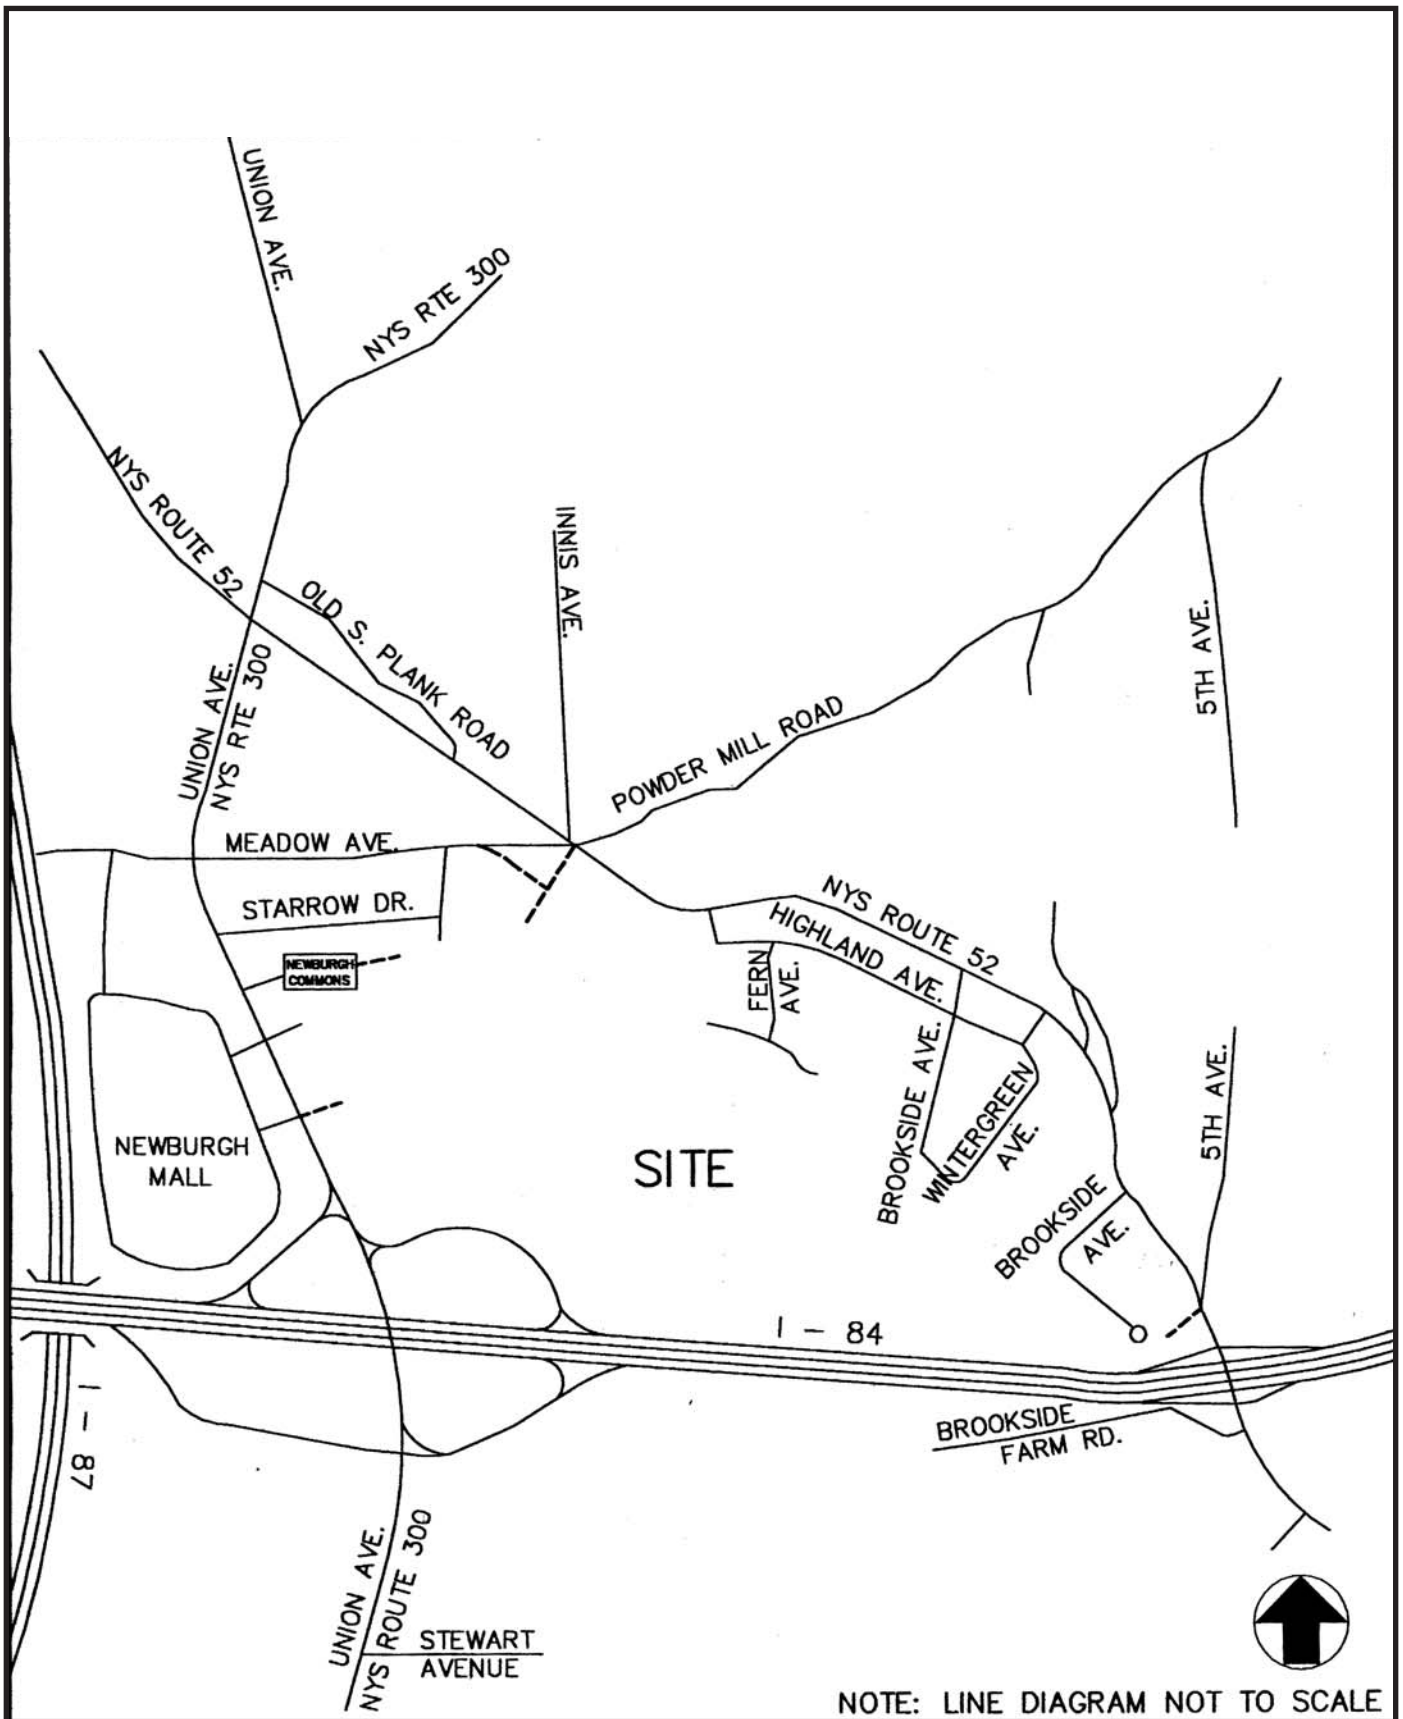 UNION AVE.
NYS RTE 300
NYS ROUTE 52
OLD S. PLANK ROAD
INNIS AVE.
5TH AVE.
UNION AVE.
NYS RTE 300
POWDER MILL ROAD
MEADOW AVE.
STARROW DR.
NYS ROUTE 52
HIGHLAND AVE.
NEWBURGH
COMMONS
FERN
AVE.
BROOKSIDE AVE.
WINTERGREEN
AVE.
5TH AVE.
NEWBURGH
MALL
SITE
BROOKSIDE
AVE.
I - 84
I - 87
BROOKSIDE
FARM RD.
UNION AVE.
NYS ROUTE 300
STEWART
AVENUE
NOTE: LINE DIAGRAM NOT TO SCALE